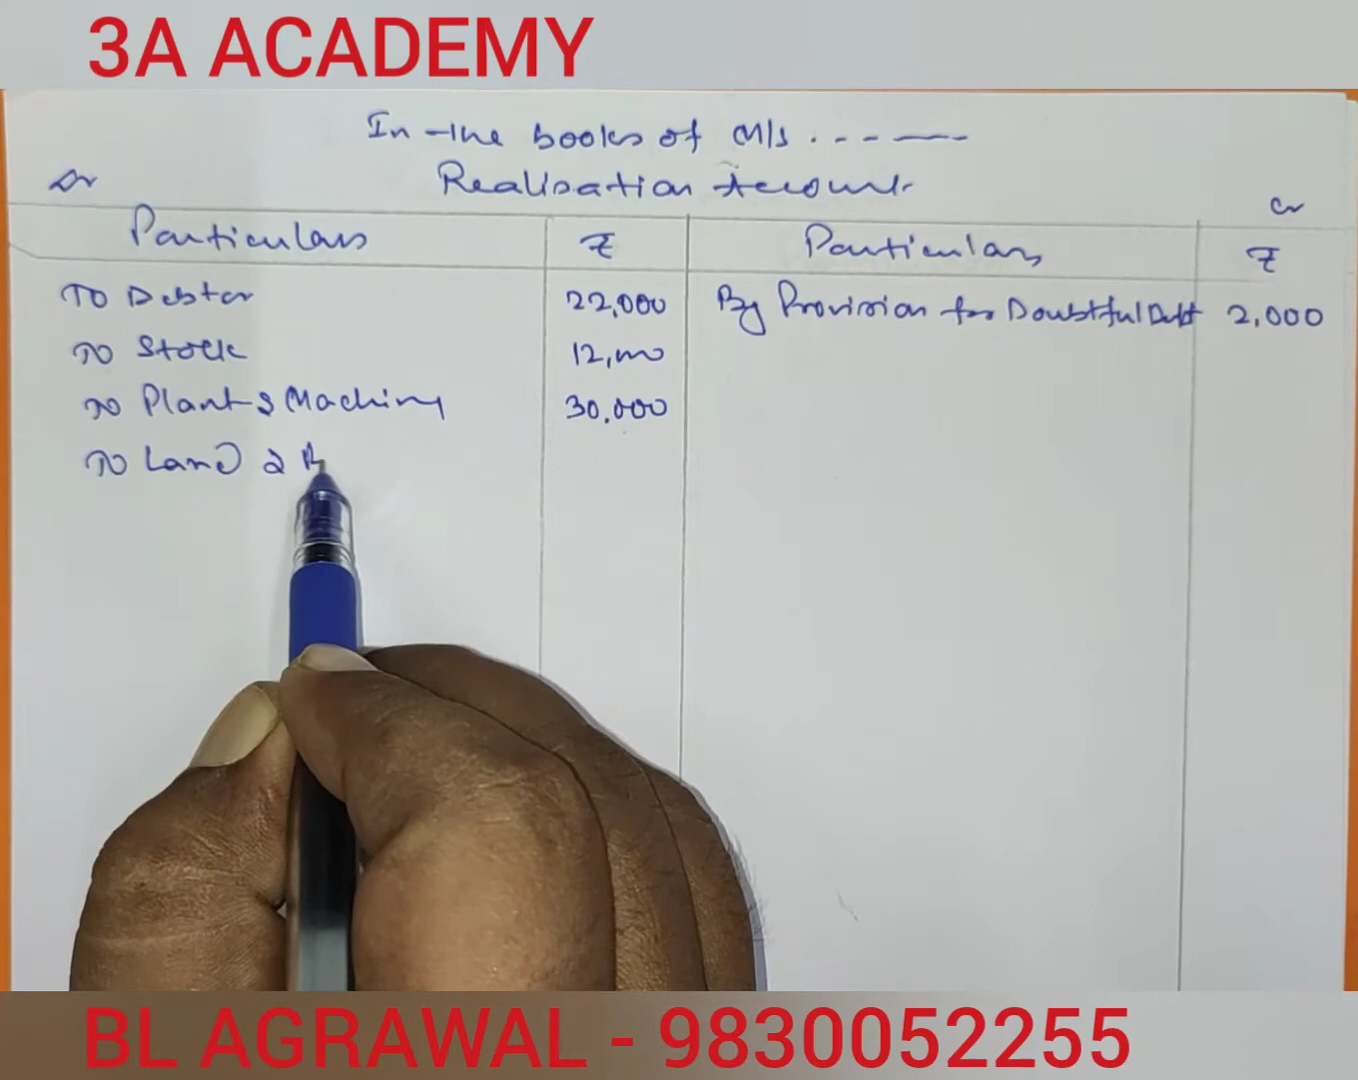 3A ACADEMY
In the books of M/s . - - - —
Realisation Account
Dr
Cr
Particulars ₹ Particulars ₹
To Debtor 22,000 By Provision for Doubtful Debt 2,000
To Stock 12,000
To Plant & Machinery 30,000
To Land & B
BL AGRAWAL - 9830052255